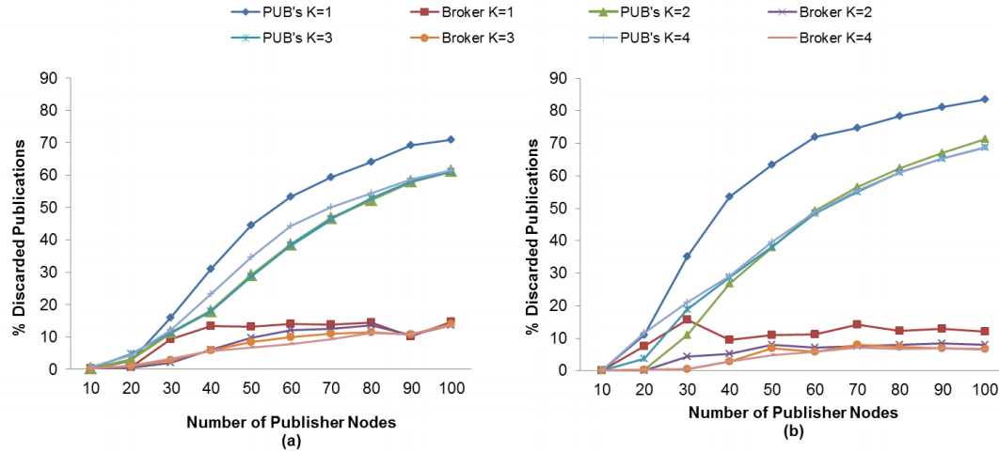 PUB's K=1 Broker K=1 PUB's K=2 Broker K=2
PUB's K=3 Broker K=3 PUB's K=4 Broker K=4
% Discarded Publications
90
80
70
60
50
40
30
20
10
0
10 20 30 40 50 60 70 80 90 100
Number of Publisher Nodes
(a)
% Discarded Publications
90
80
70
60
50
40
30
20
10
0
10 20 30 40 50 60 70 80 90 100
Number of Publisher Nodes
(b)